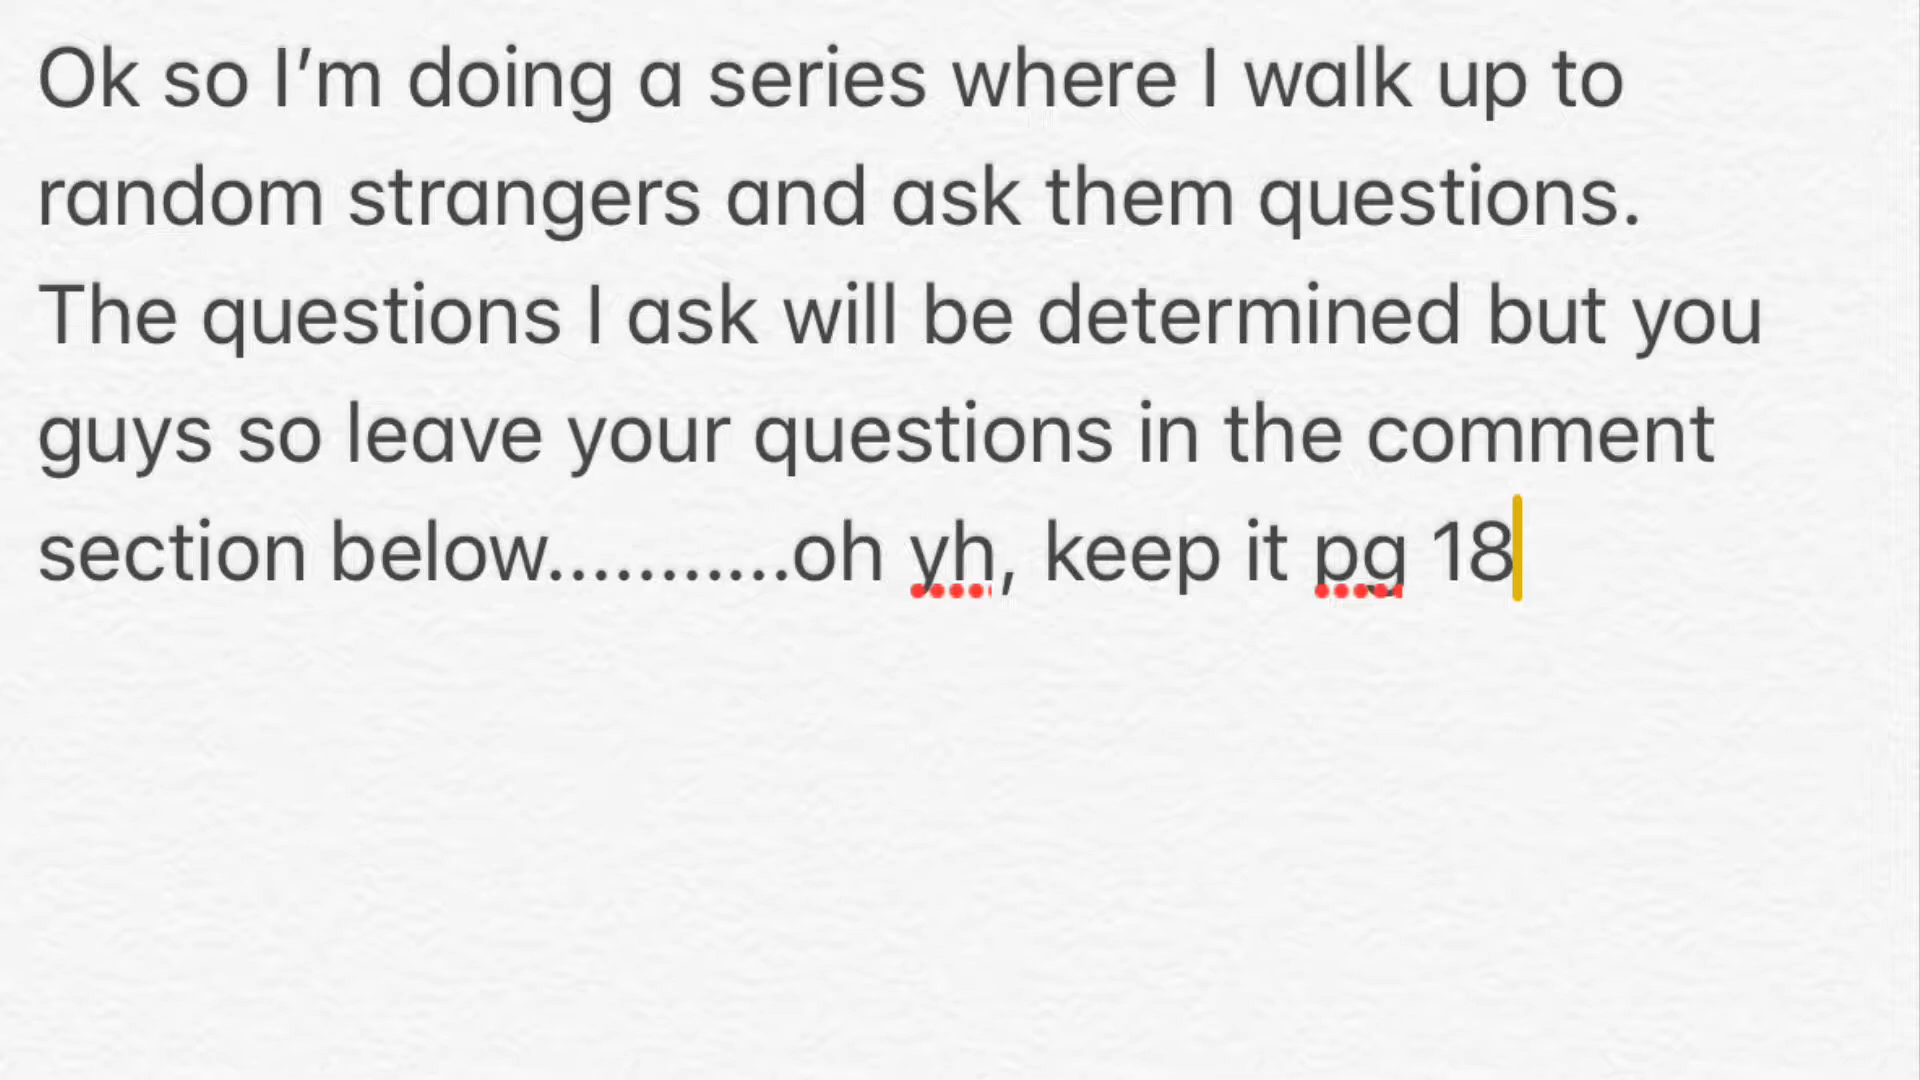 Ok so I’m doing a series where I walk up to
random strangers and ask them questions.
The questions I ask will be determined but you
guys so leave your questions in the comment
section below...........oh yh, keep it pg 18